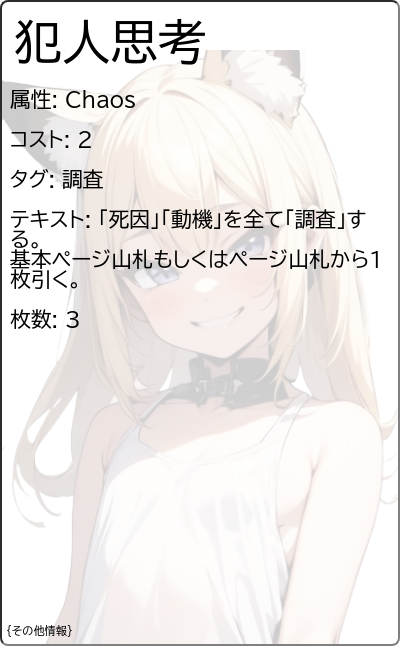 犯人思考
属性: Chaos
コスト: 2
タグ: 調査
テキスト: 「死因」「動機」を全て「調査」す
る。
基本ページ山札もしくはページ山札から1
枚引く。
枚数: 3
{その他情報}